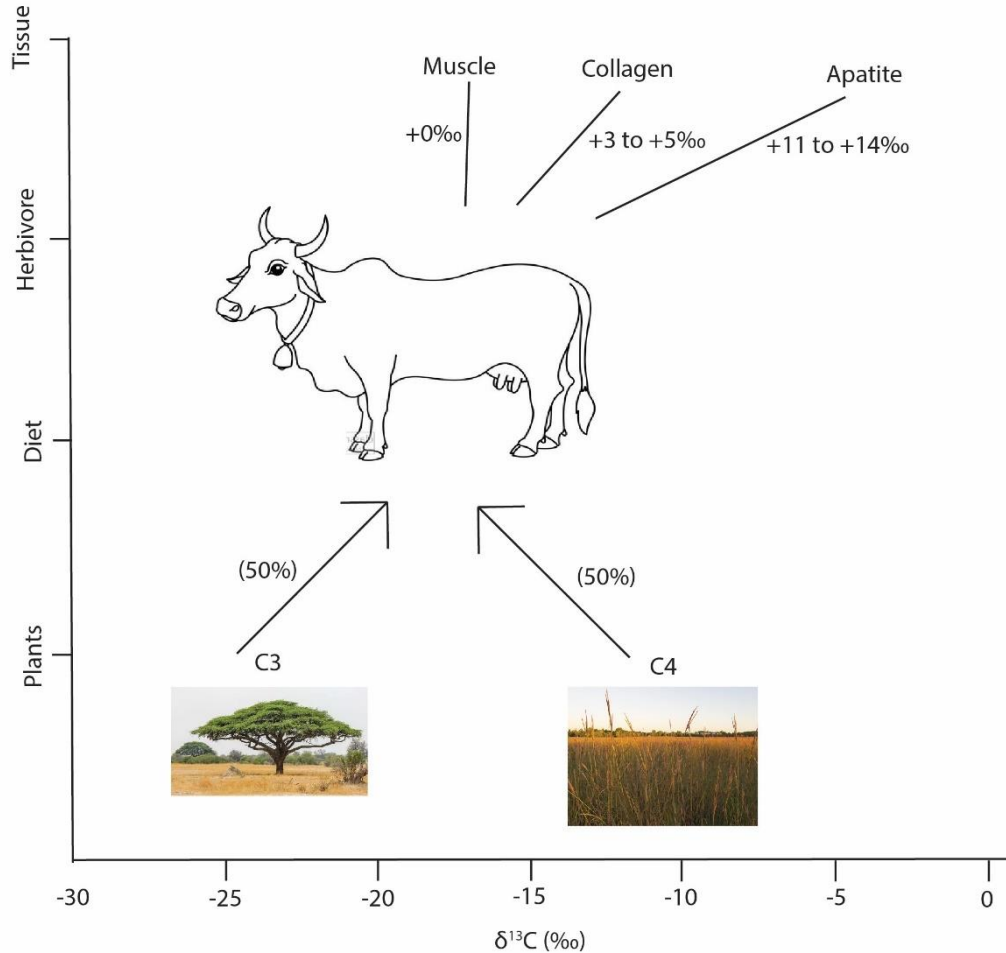 Tissue
Herbivore
Diet
Plants
Muscle
Collagen
Apatite
+0‰
+3 to +5‰
+11 to +14‰
(50%)
(50%)
C3
C4
-30
-25
-20
-15
-10
-5
0
δ¹³C (‰)